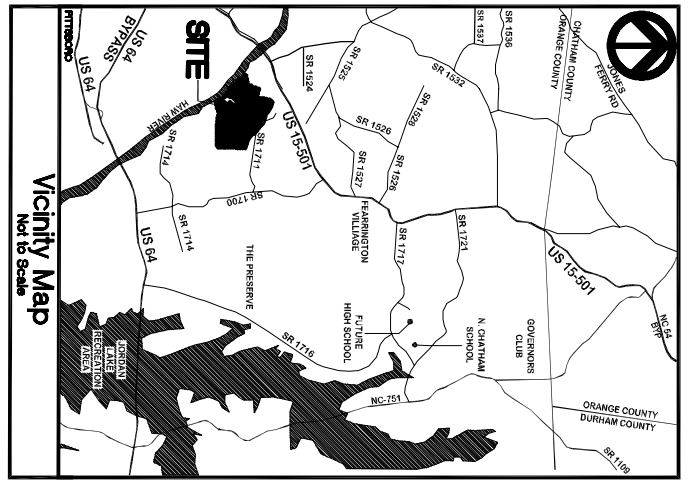 PITTSBORO
US 64
BYPASS
US 64
SITE
HAW RIVER
SR 1714
SR 1711
SR 1700
SR 1714
US 64
US 15-501
SR 1524
SR 1525
SR 1532
SR 1537
SR 1536
SR 1526
SR 1527
SR 1528
SR 1526
CHATHAM COUNTY
ORANGE COUNTY
JONES
FERRY RD
FEARRINGTON
VILLIAGE
SR 1717
SR 1721
US 15-501
NC 54
BYP
THE PRESERVE
SR 1716
FUTURE
HIGH SCHOOL
N. CHATHAM
SCHOOL
GOVERNORS
CLUB
JORDAN
LAKE
RECREATION
AREA
NC-751
ORANGE COUNTY
DURHAM COUNTY
SR 1109
Vicinity Map
Not to Scale